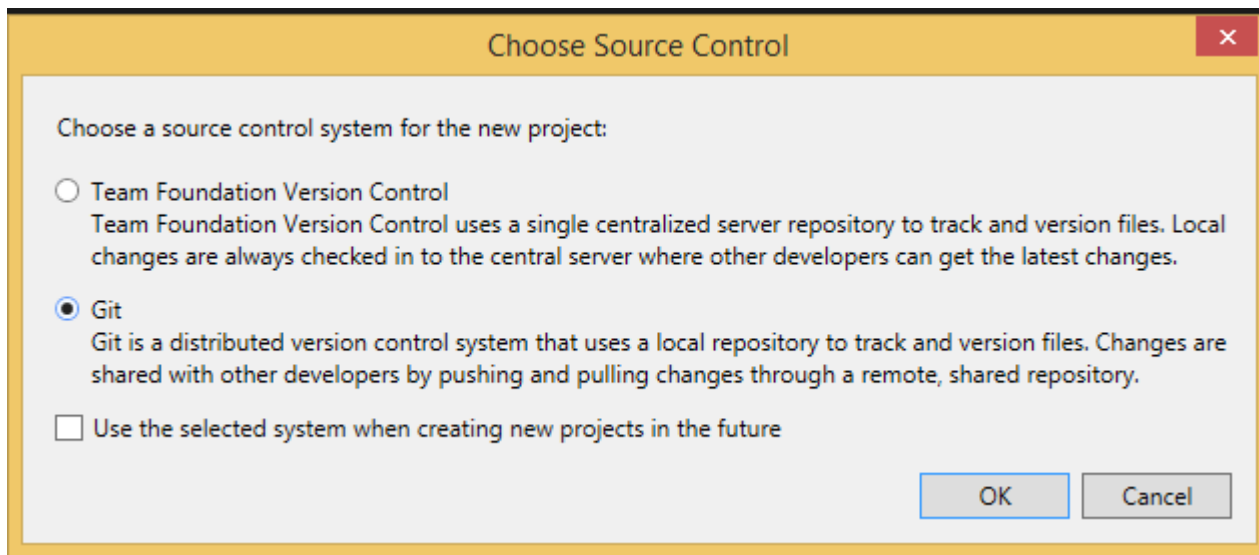 Choose Source Control
Choose a source control system for the new project:
Team Foundation Version Control
Team Foundation Version Control uses a single centralized server repository to track and version files. Local
changes are always checked in to the central server where other developers can get the latest changes.
Git
Git is a distributed version control system that uses a local repository to track and version files. Changes are
shared with other developers by pushing and pulling changes through a remote, shared repository.
Use the selected system when creating new projects in the future
OK Cancel